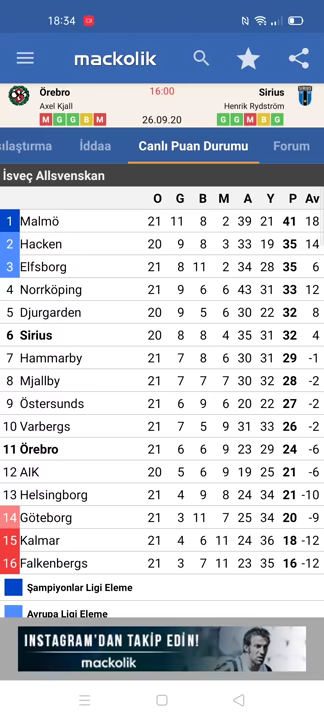 18:34
mackolik
Örebro 16:00 Sirius
Axel Kjall Henrik Rydström
M G G B M 26.09.20 G G M B G
ılaştırma İddaa Canlı Puan Durumu Forum
İsveç Allsvenskan
O G B M A Y P Av
1 Malmö 21 11 8 2 39 21 41 18
2 Hacken 20 9 8 3 33 19 35 14
3 Elfsborg 21 8 11 2 34 28 35 6
4 Norrköping 21 9 6 6 43 31 33 12
5 Djurgarden 20 9 5 6 30 22 32 8
6 Sirius 20 8 8 4 35 31 32 4
7 Hammarby 21 7 8 6 30 31 29 -1
8 Mjallby 21 7 7 7 30 32 28 -2
9 Östersunds 21 6 9 6 20 22 27 -2
10 Varbergs 21 7 5 9 31 33 26 -2
11 Örebro 21 6 6 9 23 29 24 -6
12 AIK 20 5 6 9 19 25 21 -6
13 Helsingborg 21 4 9 8 24 34 21 -10
14 Göteborg 21 3 11 7 25 34 20 -9
15 Kalmar 21 4 6 11 24 36 18 -12
16 Falkenbergs 21 3 7 11 23 35 16 -12
Şampiyonlar Ligi Eleme
Avrupa Ligi Eleme
INSTAGRAM'DAN TAKİP EDİN!
mackolik